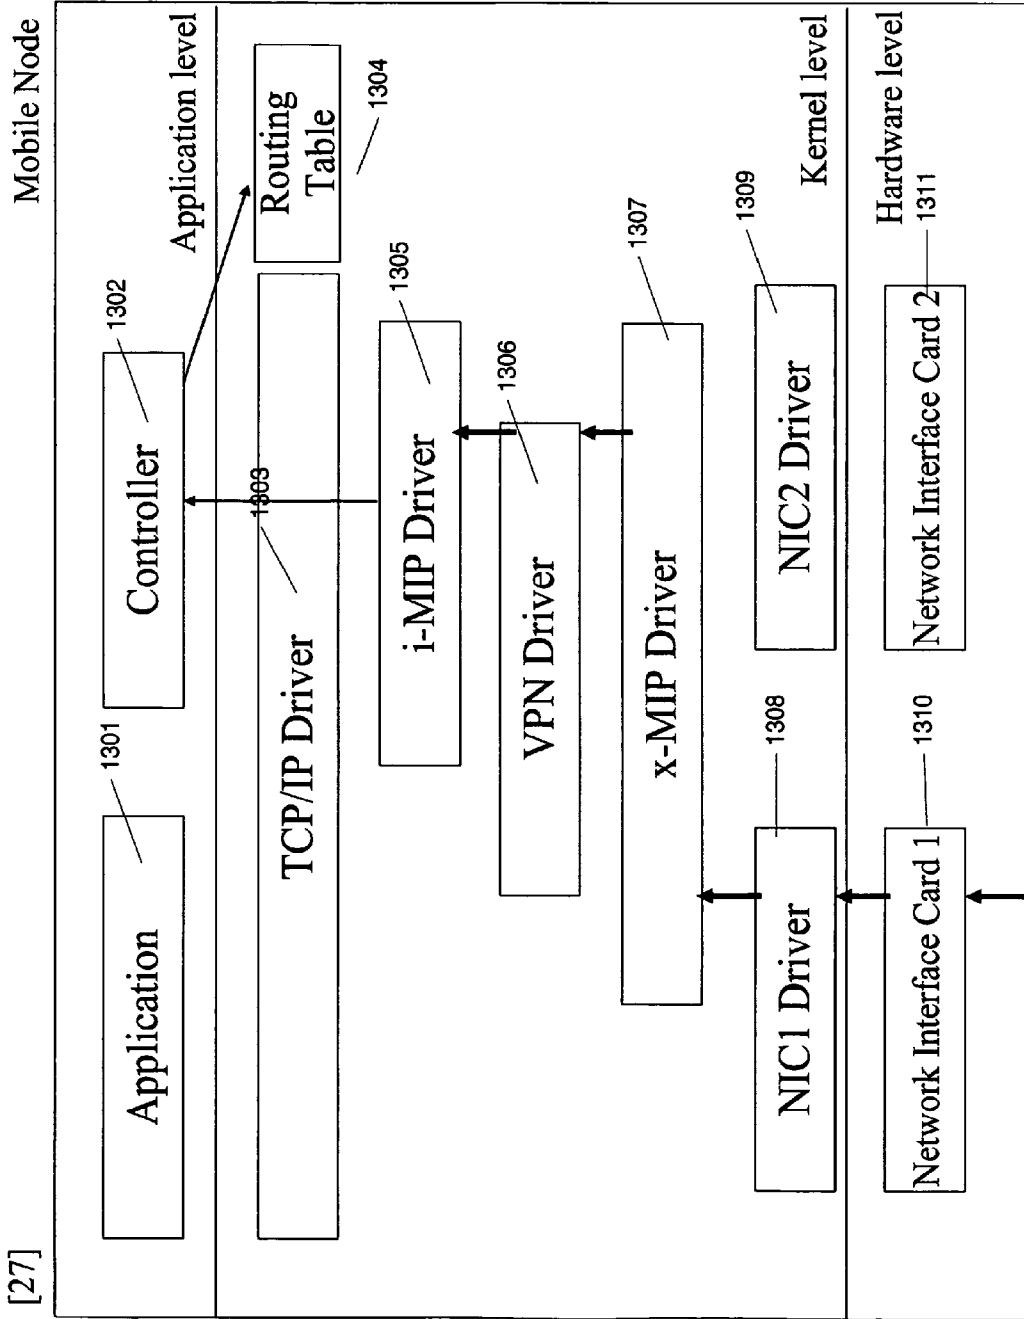 [27]
Mobile Node
Application level
Application
1301
Controller
1302
TCP/IP Driver
1303
Routing
Table
1304
i-MIP Driver
1305
VPN Driver
1306
x-MIP Driver
1307
NIC1 Driver
1308
NIC2 Driver
1309
Kernel level
Hardware level
Network Interface Card 1
1310
Network Interface Card 2
1311